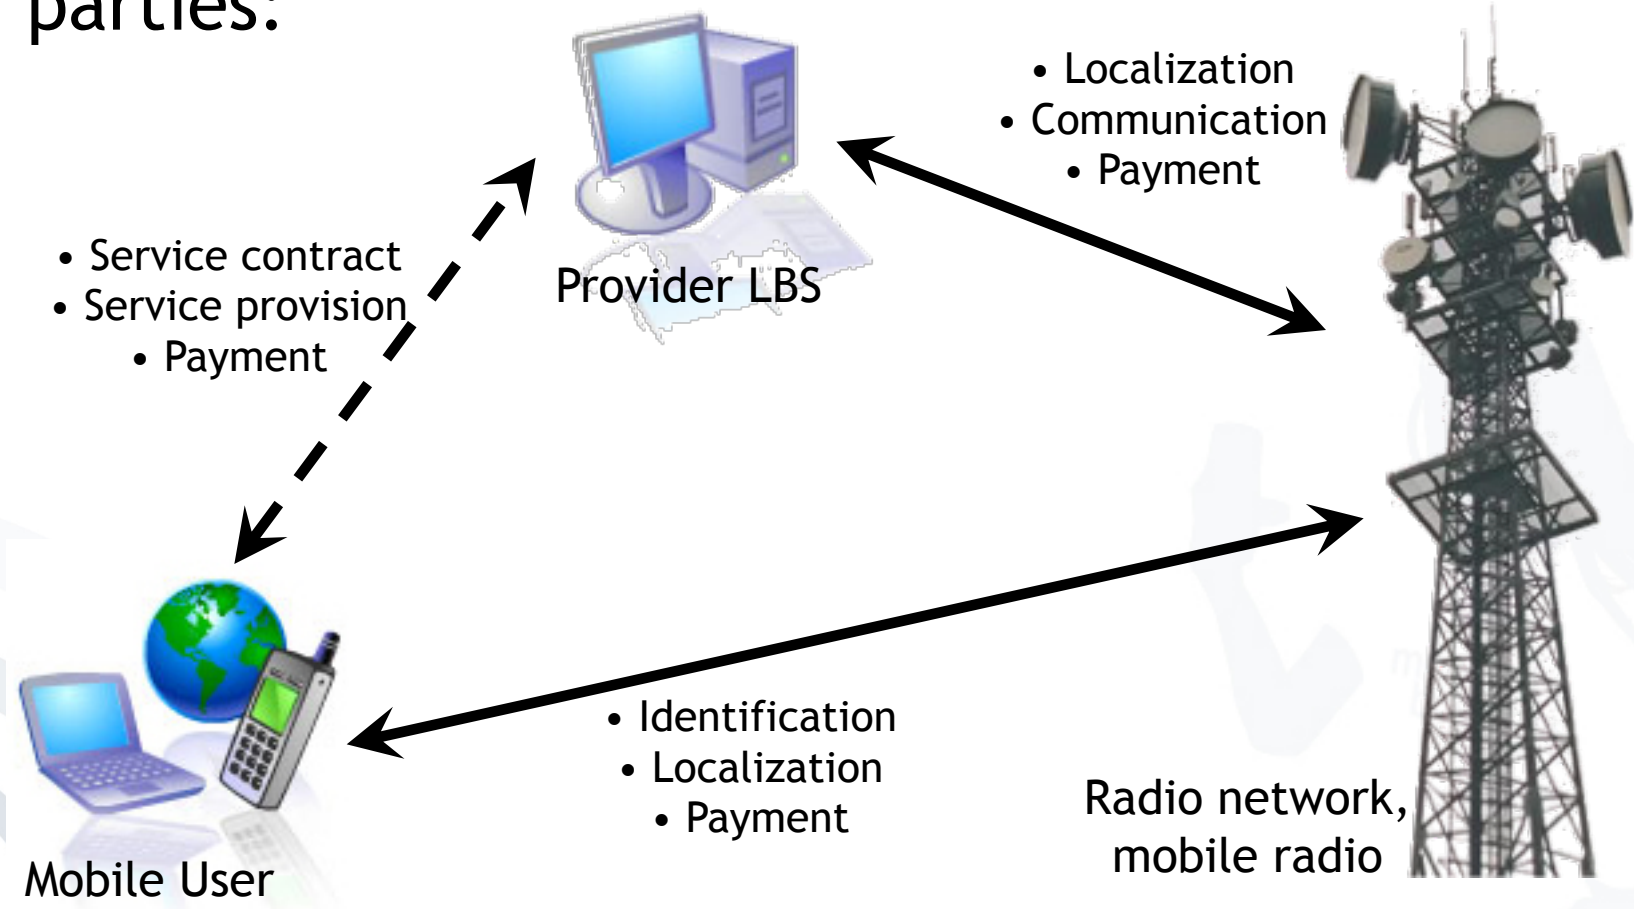 parties:
• Localization
• Communication
• Payment
• Service contract
• Service provision
• Payment
Provider LBS
• Identification
• Localization
• Payment
Radio network,
mobile radio
Mobile User